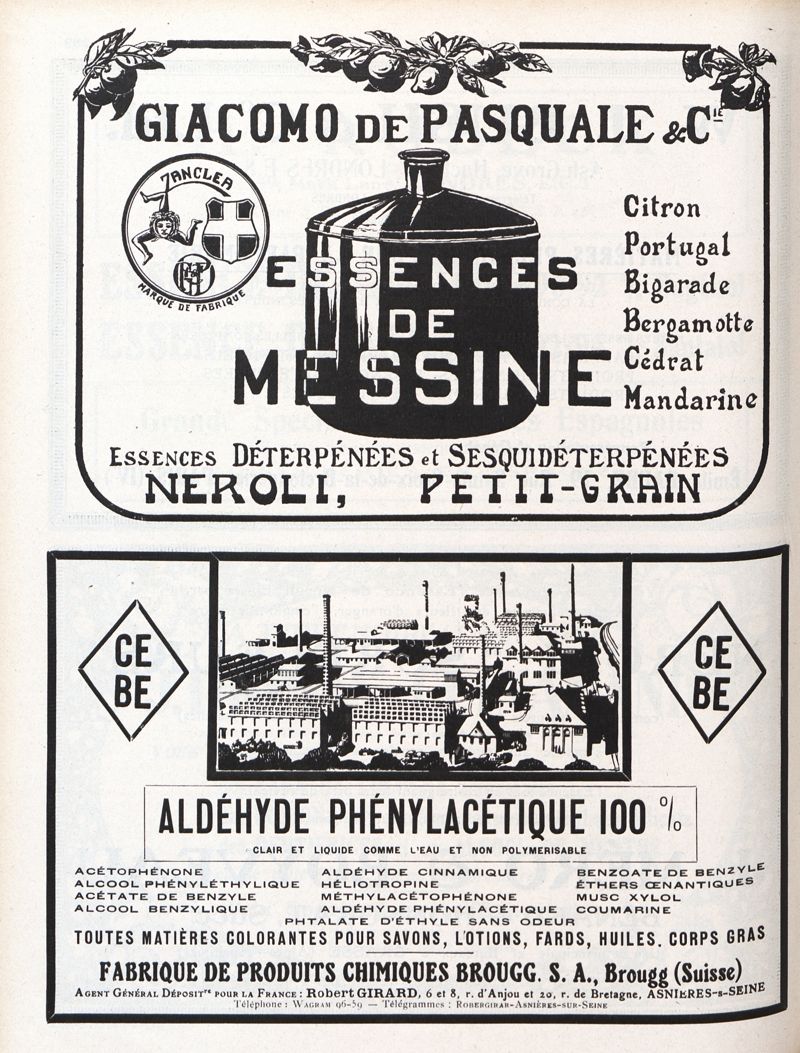 GIACOMO DE PASQUALE & Cie
ZANCLEA
MARQUE DE FABRIQUE
ESSENCES
DE
MESSINE
Citron
Portugal
Bigarade
Bergamotte
Cédrat
Mandarine
ESSENCES DÉTERPÉNÉES et SESQUIDÉTERPÉNÉES
NEROLI, PETIT-GRAIN
CE
BE
CE
BE
ALDÉHYDE PHÉNYLACÉTIQUE 100 %
CLAIR ET LIQUIDE COMME L'EAU ET NON POLYMERISABLE
ACÉTOPHÉNONE ALDÉHYDE CINNAMIQUE BENZOATE DE BENZYLE
ALCOOL PHÉNYLÉTHYLIQUE HÉLIOTROPINE ÉTHERS ŒNANTIQUES
ACÉTATE DE BENZYLE MÉTHYLACÉTOPHÉNONE MUSC XYLOL
ALCOOL BENZYLIQUE ALDÉHYDE PHÉNYLACÉTIQUE COUMARINE
PHTALATE D'ÉTHYLE SANS ODEUR
TOUTES MATIÈRES COLORANTES POUR SAVONS, LOTIONS, FARDS, HUILES. CORPS GRAS
FABRIQUE DE PRODUITS CHIMIQUES BROUGG. S. A., Brougg (Suisse)
AGENT GÉNÉRAL DÉPOSITre POUR LA FRANCE : Robert GIRARD, 6 et 8, r. d'Anjou et 20, r. de Bretagne, ASNIÈRES-s-SEINE
Téléphone : WAGRAM 96-59 — Télégrammes : ROBERGIRAR-ASNIÈRES-SUR-SEINE